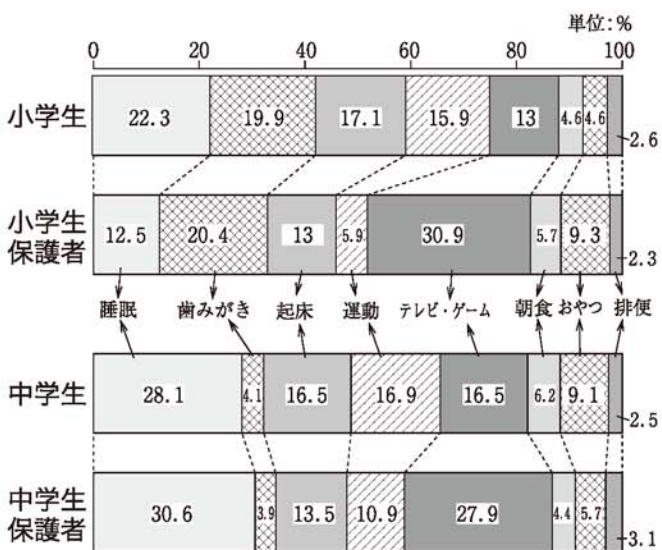 単位:%
0 20 40 60 80 100
小学生 22.3 19.9 17.1 15.9 13 4.6 4.6 2.6
小学生
保護者 12.5 20.4 13 5.9 30.9 5.7 9.3 2.3
睡眠 歯みがき 起床 運動 テレビ・ゲーム 朝食 おやつ 排便
中学生 28.1 4.1 16.5 16.9 16.5 6.2 9.1 2.5
中学生
保護者 30.6 3.9 13.5 10.9 27.9 4.4 5.7 3.1